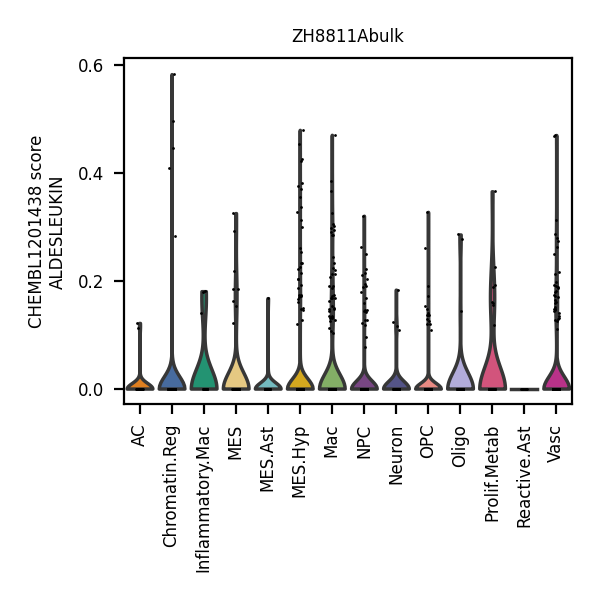 ZH8811Abulk
CHEMBL1201438 score
ALDESLEUKIN
0.6
0.4
0.2
0.0
AC
Chromatin.Reg
Inflammatory.Mac
MES
MES.Ast
MES.Hyp
Mac
NPC
Neuron
OPC
Oligo
Prolif.Metab
Reactive.Ast
Vasc